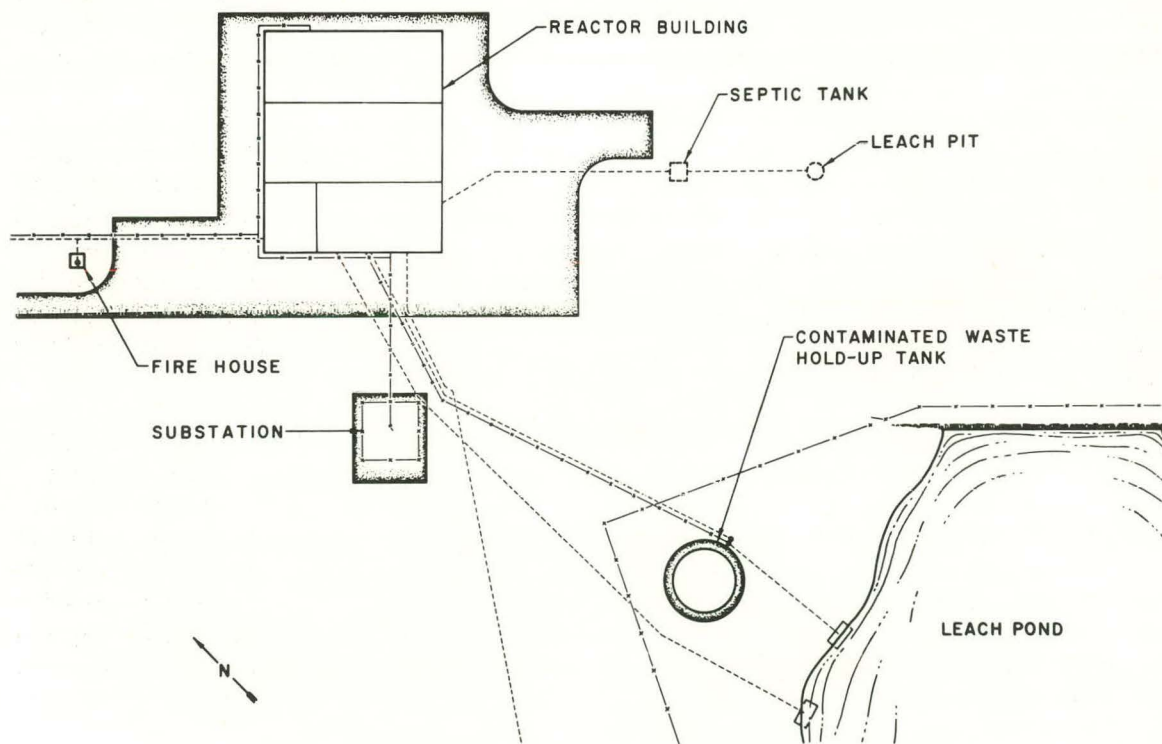 REACTOR BUILDING
SEPTIC TANK
LEACH PIT
FIRE HOUSE
CONTAMINATED WASTE
HOLD-UP TANK
SUBSTATION
LEACH POND
N